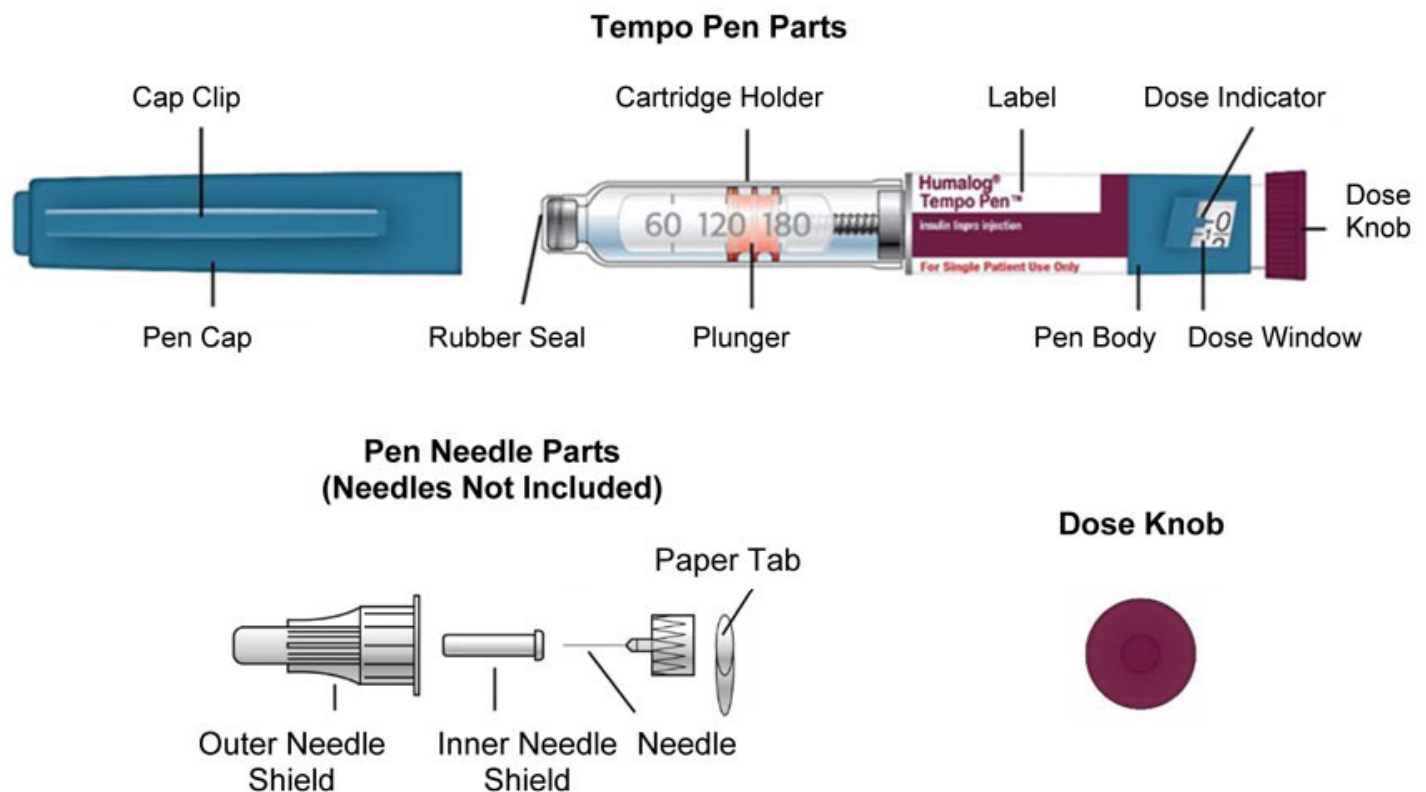 Tempo Pen Parts
Cap Clip
Cartridge Holder
Label
Dose Indicator
60 120 180
Humalog®
Tempo Pen™
insulin lispro injection
For Single Patient Use Only
0
1
Dose
Knob
Pen Cap
Rubber Seal
Plunger
Pen Body
Dose Window
Pen Needle Parts
(Needles Not Included)
Dose Knob
Paper Tab
Outer Needle
Shield
Inner Needle
Shield
Needle